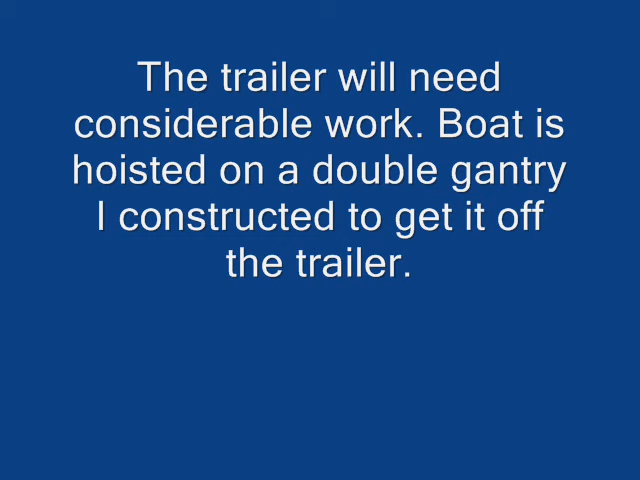 The trailer will need
considerable work. Boat is
hoisted on a double gantry
I constructed to get it off
the trailer.